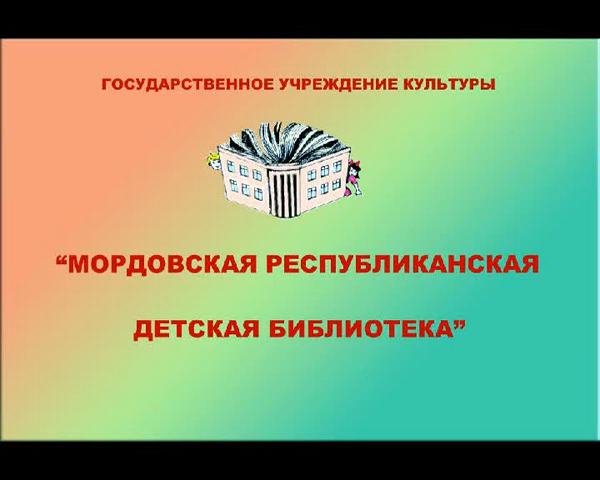 ГОСУДАРСТВЕННОЕ УЧРЕЖДЕНИЕ КУЛЬТУРЫ
“МОРДОВСКАЯ РЕСПУБЛИКАНСКАЯ
ДЕТСКАЯ БИБЛИОТЕКА”